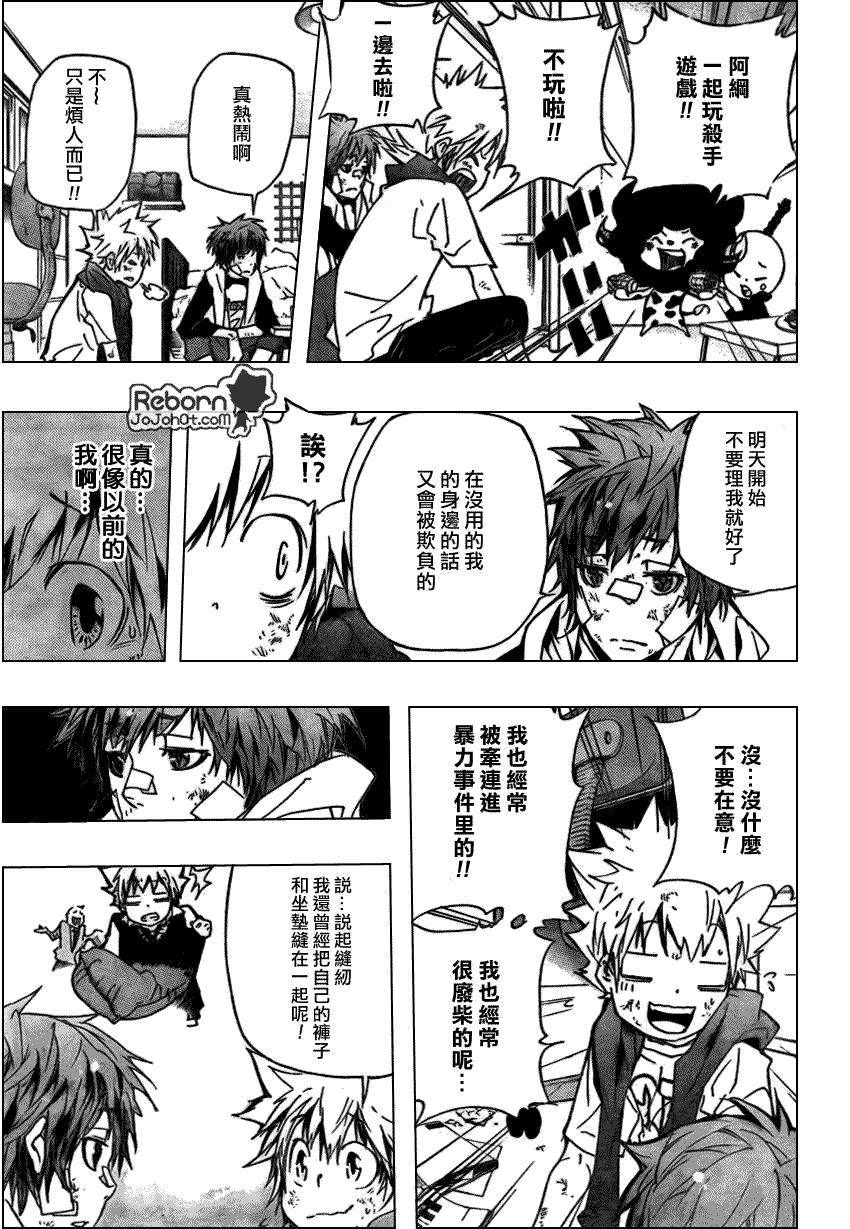 阿綱
一起玩殺手
遊戲!!
不玩啦!!
一邊去啦!!
ガガガ
真熱鬧啊
不~
只是煩人而已!!
明天開始
不要理我就好了
在沒用的我
的身邊的話
又會被欺負的
誒!?
真的…
很像以前的
我啊…
Reborn
JoJoHot.com
沒…沒什麼
不要在意!
我也經常
被牽連進
暴力事件里的!!
我也經常
很廢柴的呢…
説…説起縫紉
我還曾經把自己的褲子
和坐墊縫在一起呢!